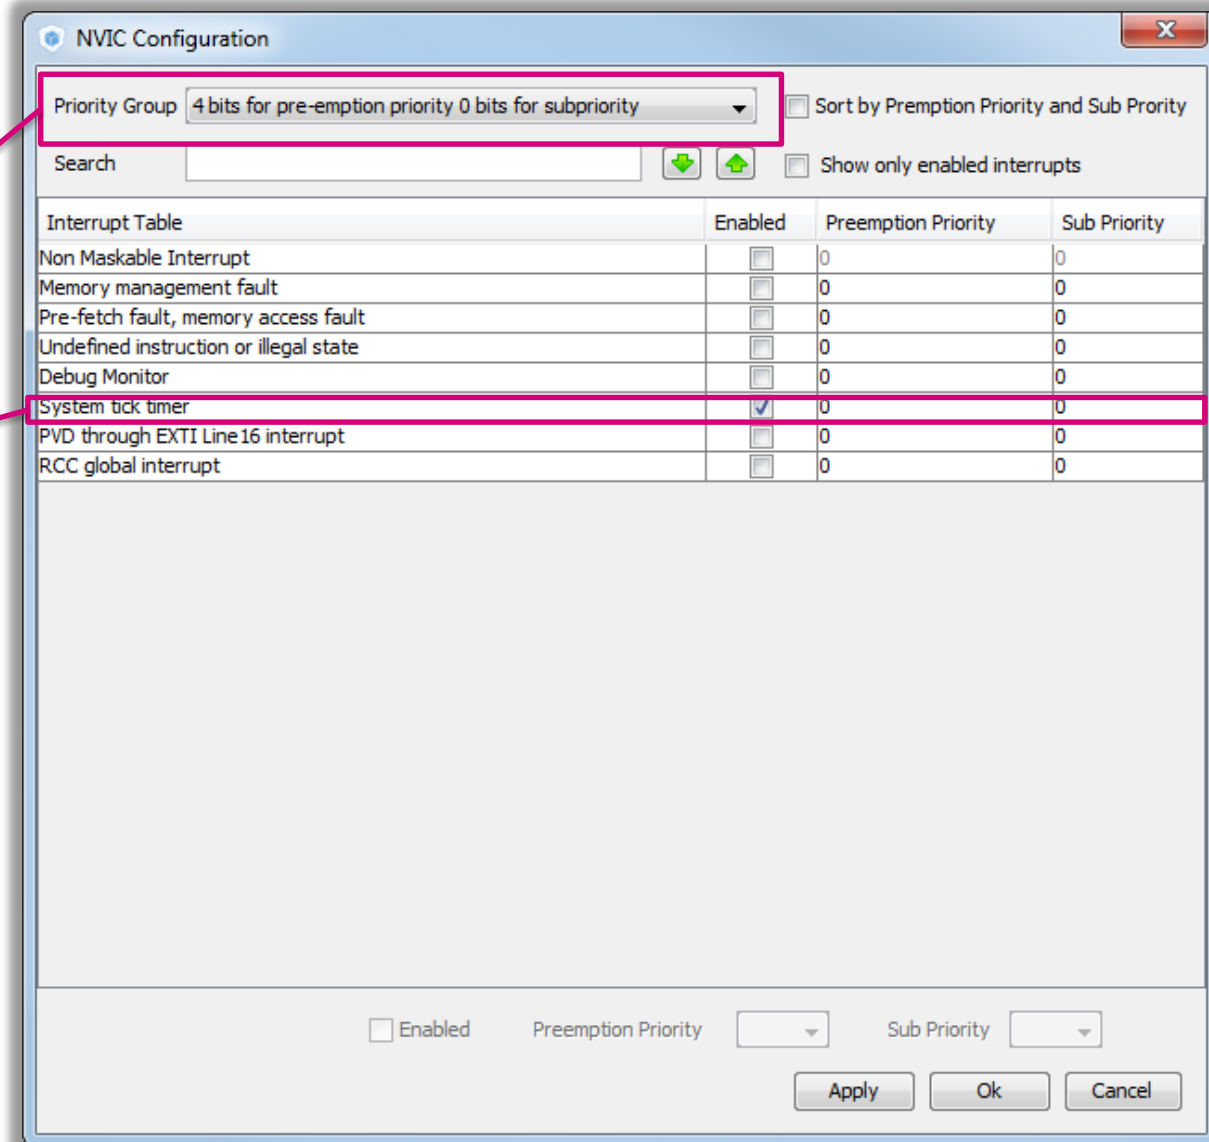 NVIC Configuration
Priority Group 4 bits for pre-emption priority 0 bits for subpriority Sort by Premption Priority and Sub Prority
Search Show only enabled interrupts
Interrupt Table Enabled Preemption Priority Sub Priority
Non Maskable Interrupt 0 0
Memory management fault 0 0
Pre-fetch fault, memory access fault 0 0
Undefined instruction or illegal state 0 0
Debug Monitor 0 0
System tick timer 0 0
PVD through EXTI Line16 interrupt 0 0
RCC global interrupt 0 0
Enabled Preemption Priority Sub Priority
Apply Ok Cancel